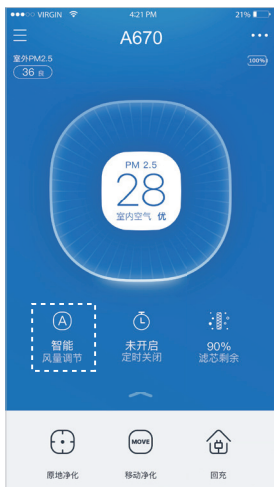 VIRGIN
4:21 PM
21%
A670
室外PM2.5
36 良
100%
PM 2.5
28
室内空气 优
A
智能
风量调节
未开启
定时关闭
90%
滤芯剩余
MOVE
原地净化
移动净化
回充